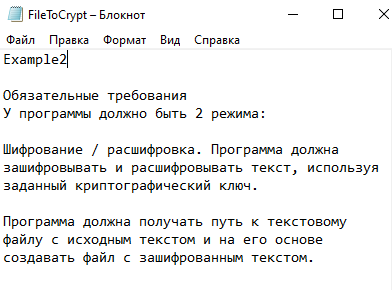 FileToCrypt – Блокнот
Файл Правка Формат Вид Справка
Example2
Обязательные требования
У программы должно быть 2 режима:
Шифрование / расшифровка. Программа должна
зашифровывать и расшифровывать текст, используя
заданный криптографический ключ.
Программа должна получать путь к текстовому
файлу с исходным текстом и на его основе
создавать файл с зашифрованным текстом.